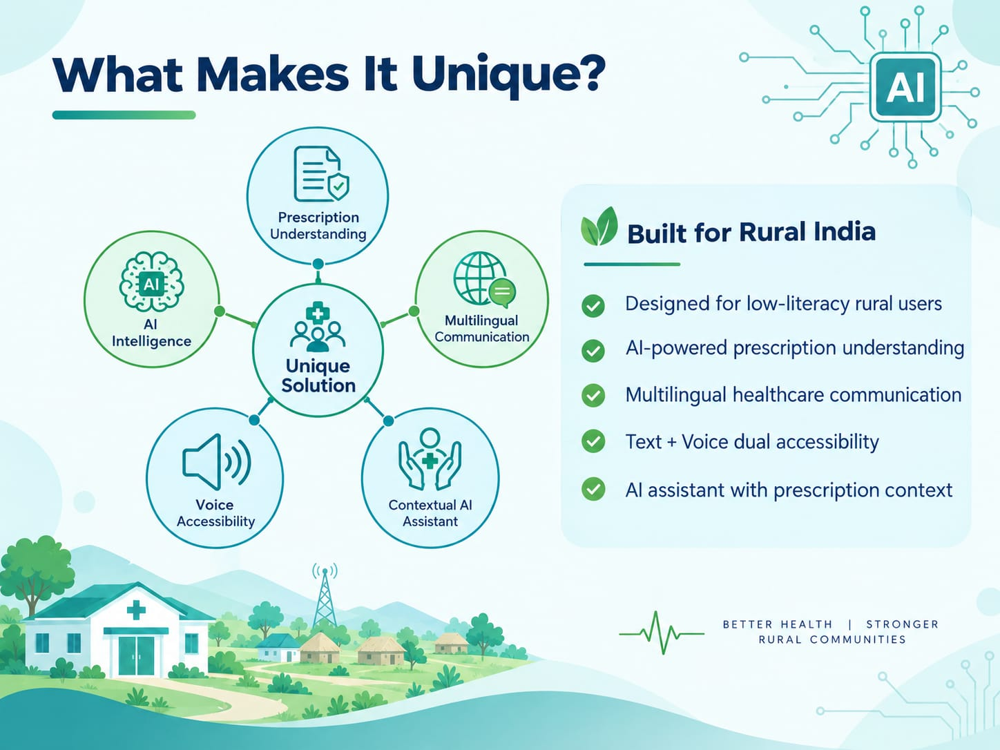 What Makes It Unique?
AI
Prescription
Understanding
AI
AI
Intelligence
Multilingual
Communication
Unique
Solution
Voice
Accessibility
Contextual AI
Assistant
Built for Rural India
Designed for low-literacy rural users
AI-powered prescription understanding
Multilingual healthcare communication
Text + Voice dual accessibility
AI assistant with prescription context
BETTER HEALTH | STRONGER
RURAL COMMUNITIES